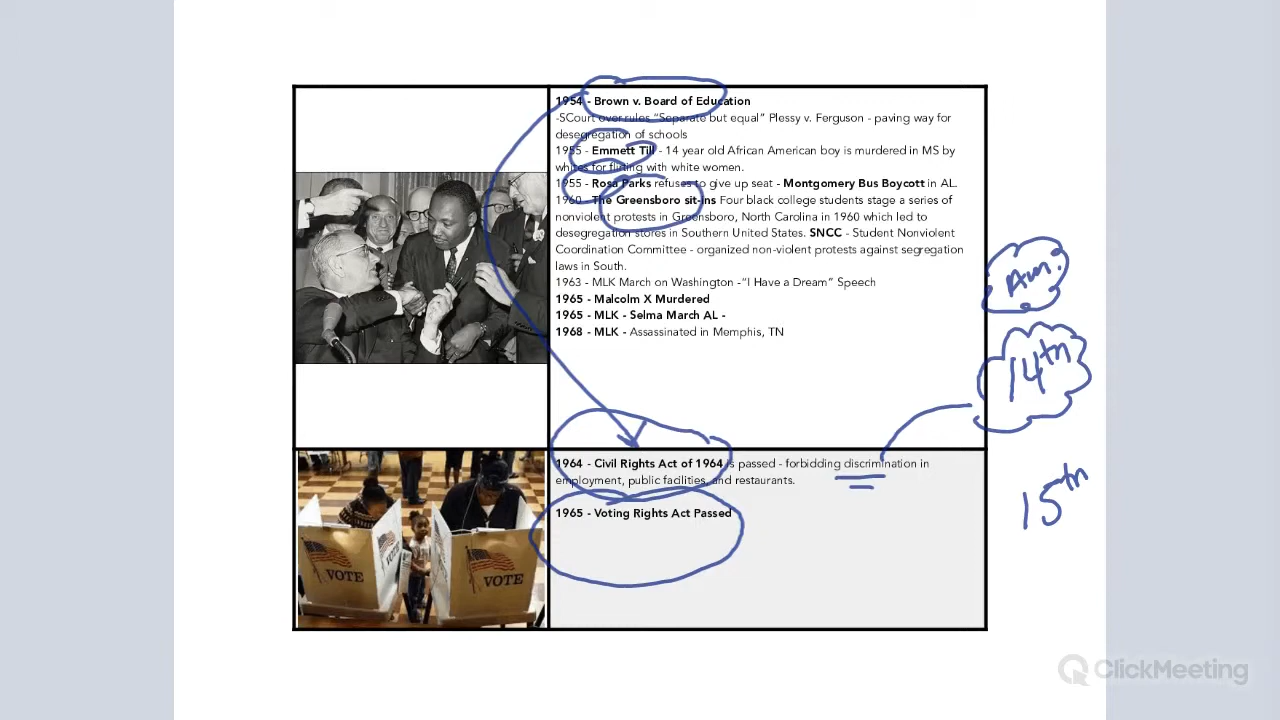 1954 - Brown v. Board of Education
-SCourt overrules “Separate but equal” Plessy v. Ferguson - paving way for
desegregation of schools
1955 - Emmett Till - 14 year old African American boy is murdered in MS by
whites for flirting with white women.
1955 - Rosa Parks refuses to give up seat - Montgomery Bus Boycott in AL.
1960 - The Greensboro sit-ins Four black college students stage a series of
nonviolent protests in Greensboro, North Carolina in 1960 which led to
desegregation stores in Southern United States. SNCC - Student Nonviolent
Coordination Committee - organized non-violent protests against segregation
laws in South.
1963 - MLK March on Washington -“I Have a Dream” Speech
1965 - Malcolm X Murdered
1965 - MLK - Selma March AL -
1968 - MLK - Assassinated in Memphis, TN
Am.
14th
1964 - Civil Rights Act of 1964 is passed - forbidding discrimination in
employment, public facilities, and restaurants.
1965 - Voting Rights Act Passed
15th
VOTE
VOTE
ClickMeeting